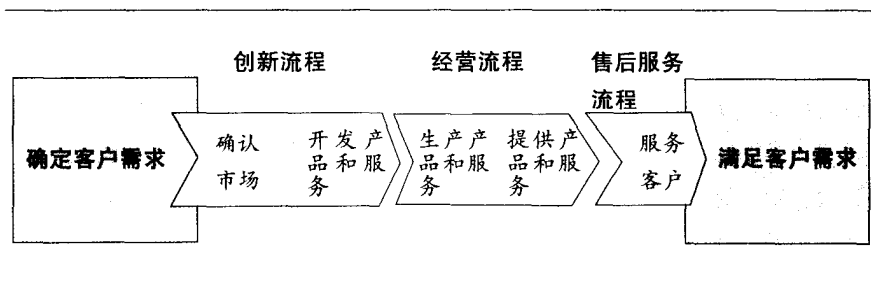 创新流程
经营流程
售后服务
流程
确定客户需求
确认
市场
开发产
品和服
务
生产产
品和服
务
提供产
品和服
务
服务
客户
满足客户需求